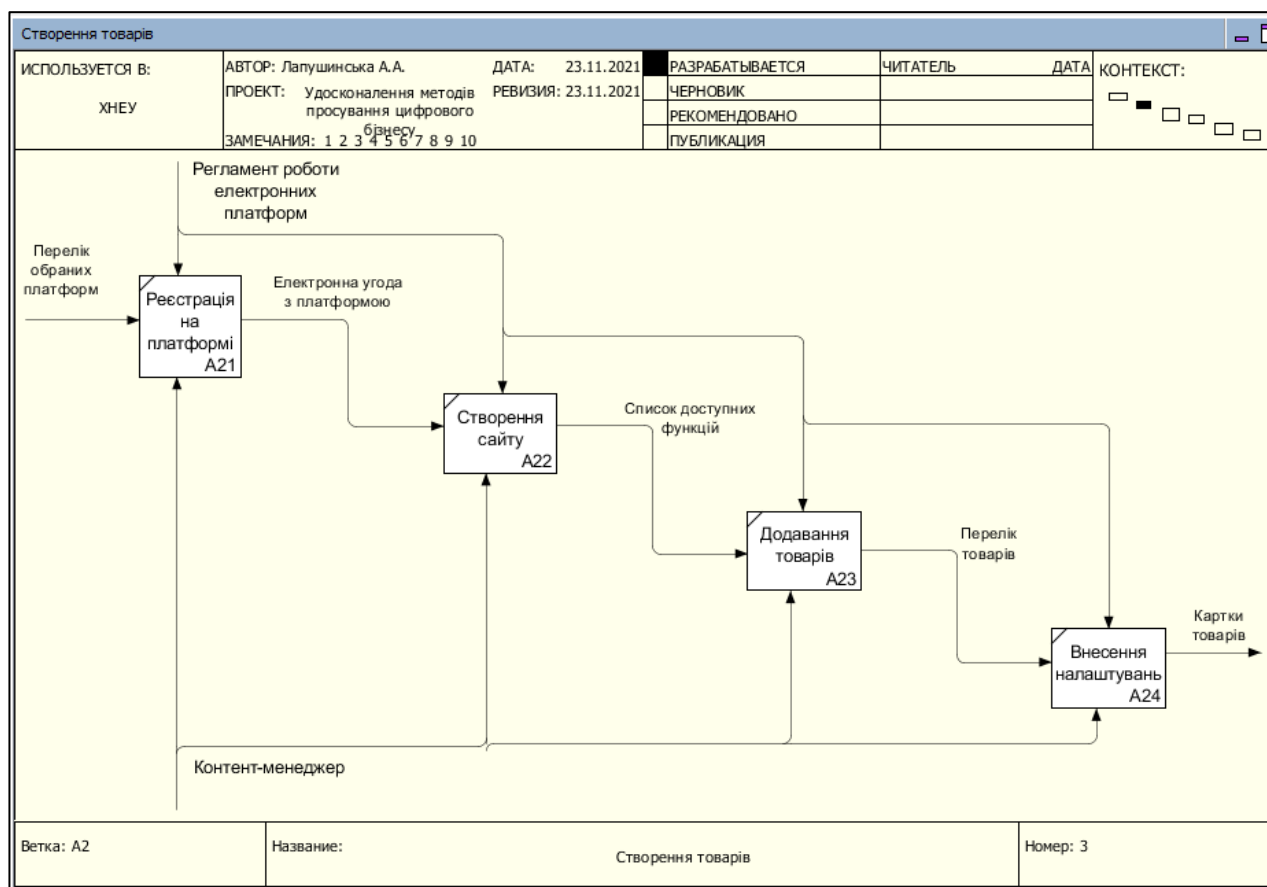 Створення товарів
ИСПОЛЬЗУЕТСЯ В:
ХНЕУ
АВТОР: Лапушинська А.А.
ДАТА: 23.11.2021
ПРОЕКТ: Удосконалення методів
просування цифрового
бізнесу
РЕВИЗИЯ: 23.11.2021
ЗАМЕЧАНИЯ: 1 2 3 4 5 6 7 8 9 10
РАЗРАБАТЫВАЕТСЯ
ЧЕРНОВИК
РЕКОМЕНДОВАНО
ПУБЛИКАЦИЯ
ЧИТАТЕЛЬ
ДАТА
КОНТЕКСТ:
Регламент роботи
електронних
платформ
Перелік
обраних
платформ
Реєстрація
на
платформі
A21
Електронна угода
з платформою
Створення
сайту
A22
Список доступних
функцій
Додавання
товарів
A23
Перелік
товарів
Внесення
налаштувань
A24
Картки
товарів
Контент-менеджер
Ветка: A2
Название:
Створення товарів
Номер: 3